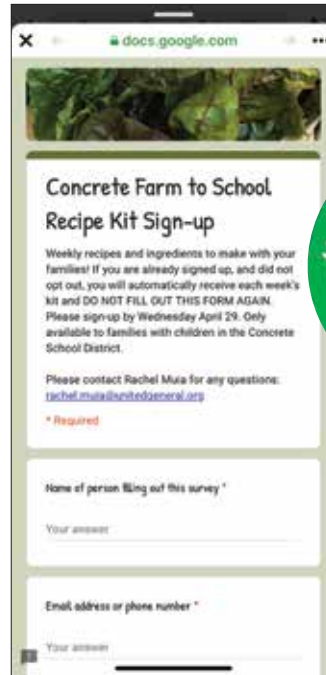 docs.google.com
Concrete Farm to School
Recipe Kit Sign-up
Weekly recipes and ingredients to make with your
families! If you are already signed up, and did not
opt out, you will automatically receive each week's
kit and DO NOT FILL OUT THIS FORM AGAIN.
Please sign-up by Wednesday April 29. Only
available to families with children in the Concrete
School District.
Please contact Rachel Muia for any questions:
rachel.muia@unitedgeneral.org
* Required
Name of person filling out this survey *
Your answer
Email address or phone number *
Your answer